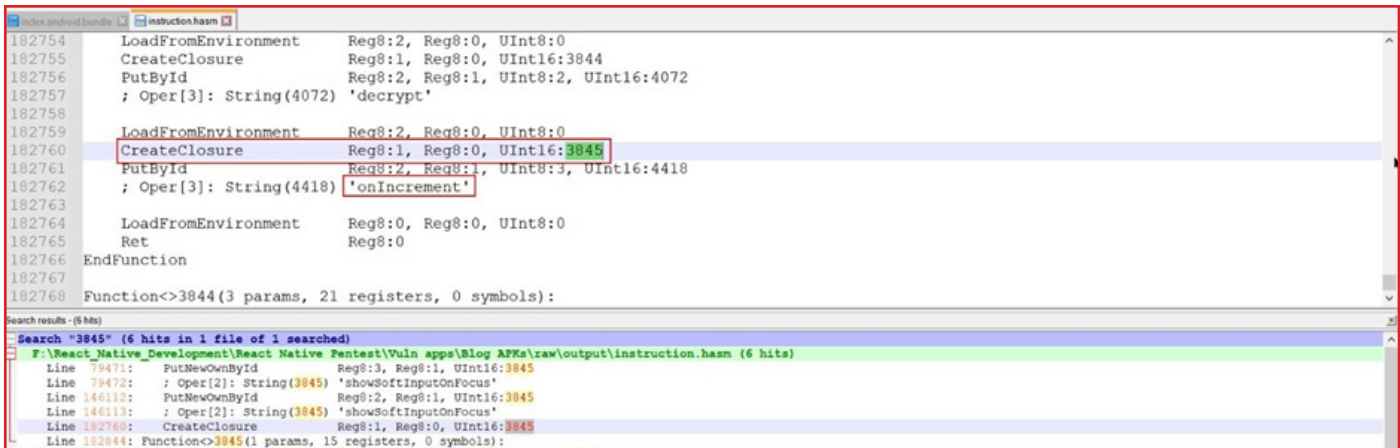 index.android.bundle instruction.hasm
182754 LoadFromEnvironment Reg8:2, Reg8:0, UInt8:0
182755 CreateClosure Reg8:1, Reg8:0, UInt16:3844
182756 PutById Reg8:2, Reg8:1, UInt8:2, UInt16:4072
182757 ; Oper[3]: String(4072) 'decrypt'
182758
182759 LoadFromEnvironment Reg8:2, Reg8:0, UInt8:0
182760 CreateClosure Reg8:1, Reg8:0, UInt16:3845
182761 PutById Reg8:2, Reg8:1, UInt8:3, UInt16:4418
182762 ; Oper[3]: String(4418) 'onIncrement'
182763
182764 LoadFromEnvironment Reg8:0, Reg8:0, UInt8:0
182765 Ret Reg8:0
182766 EndFunction
182767
182768 Function<>3844(3 params, 21 registers, 0 symbols):
Search results - (6 hits)
Search "3845" (6 hits in 1 file of 1 searched)
F:\React_Native_Development\React Native Pentest\Vuln apps\Blog APKs\raw\output\instruction.hasm (6 hits)
Line 79471: PutNewOwnById Reg8:3, Reg8:1, UInt16:3845
Line 79472: ; Oper[2]: String(3845) 'showSoftInputOnFocus'
Line 146112: PutNewOwnById Reg8:2, Reg8:1, UInt16:3845
Line 146113: ; Oper[2]: String(3845) 'showSoftInputOnFocus'
Line 182760: CreateClosure Reg8:1, Reg8:0, UInt16:3845
Line 182844: Function<>3845(1 params, 15 registers, 0 symbols):